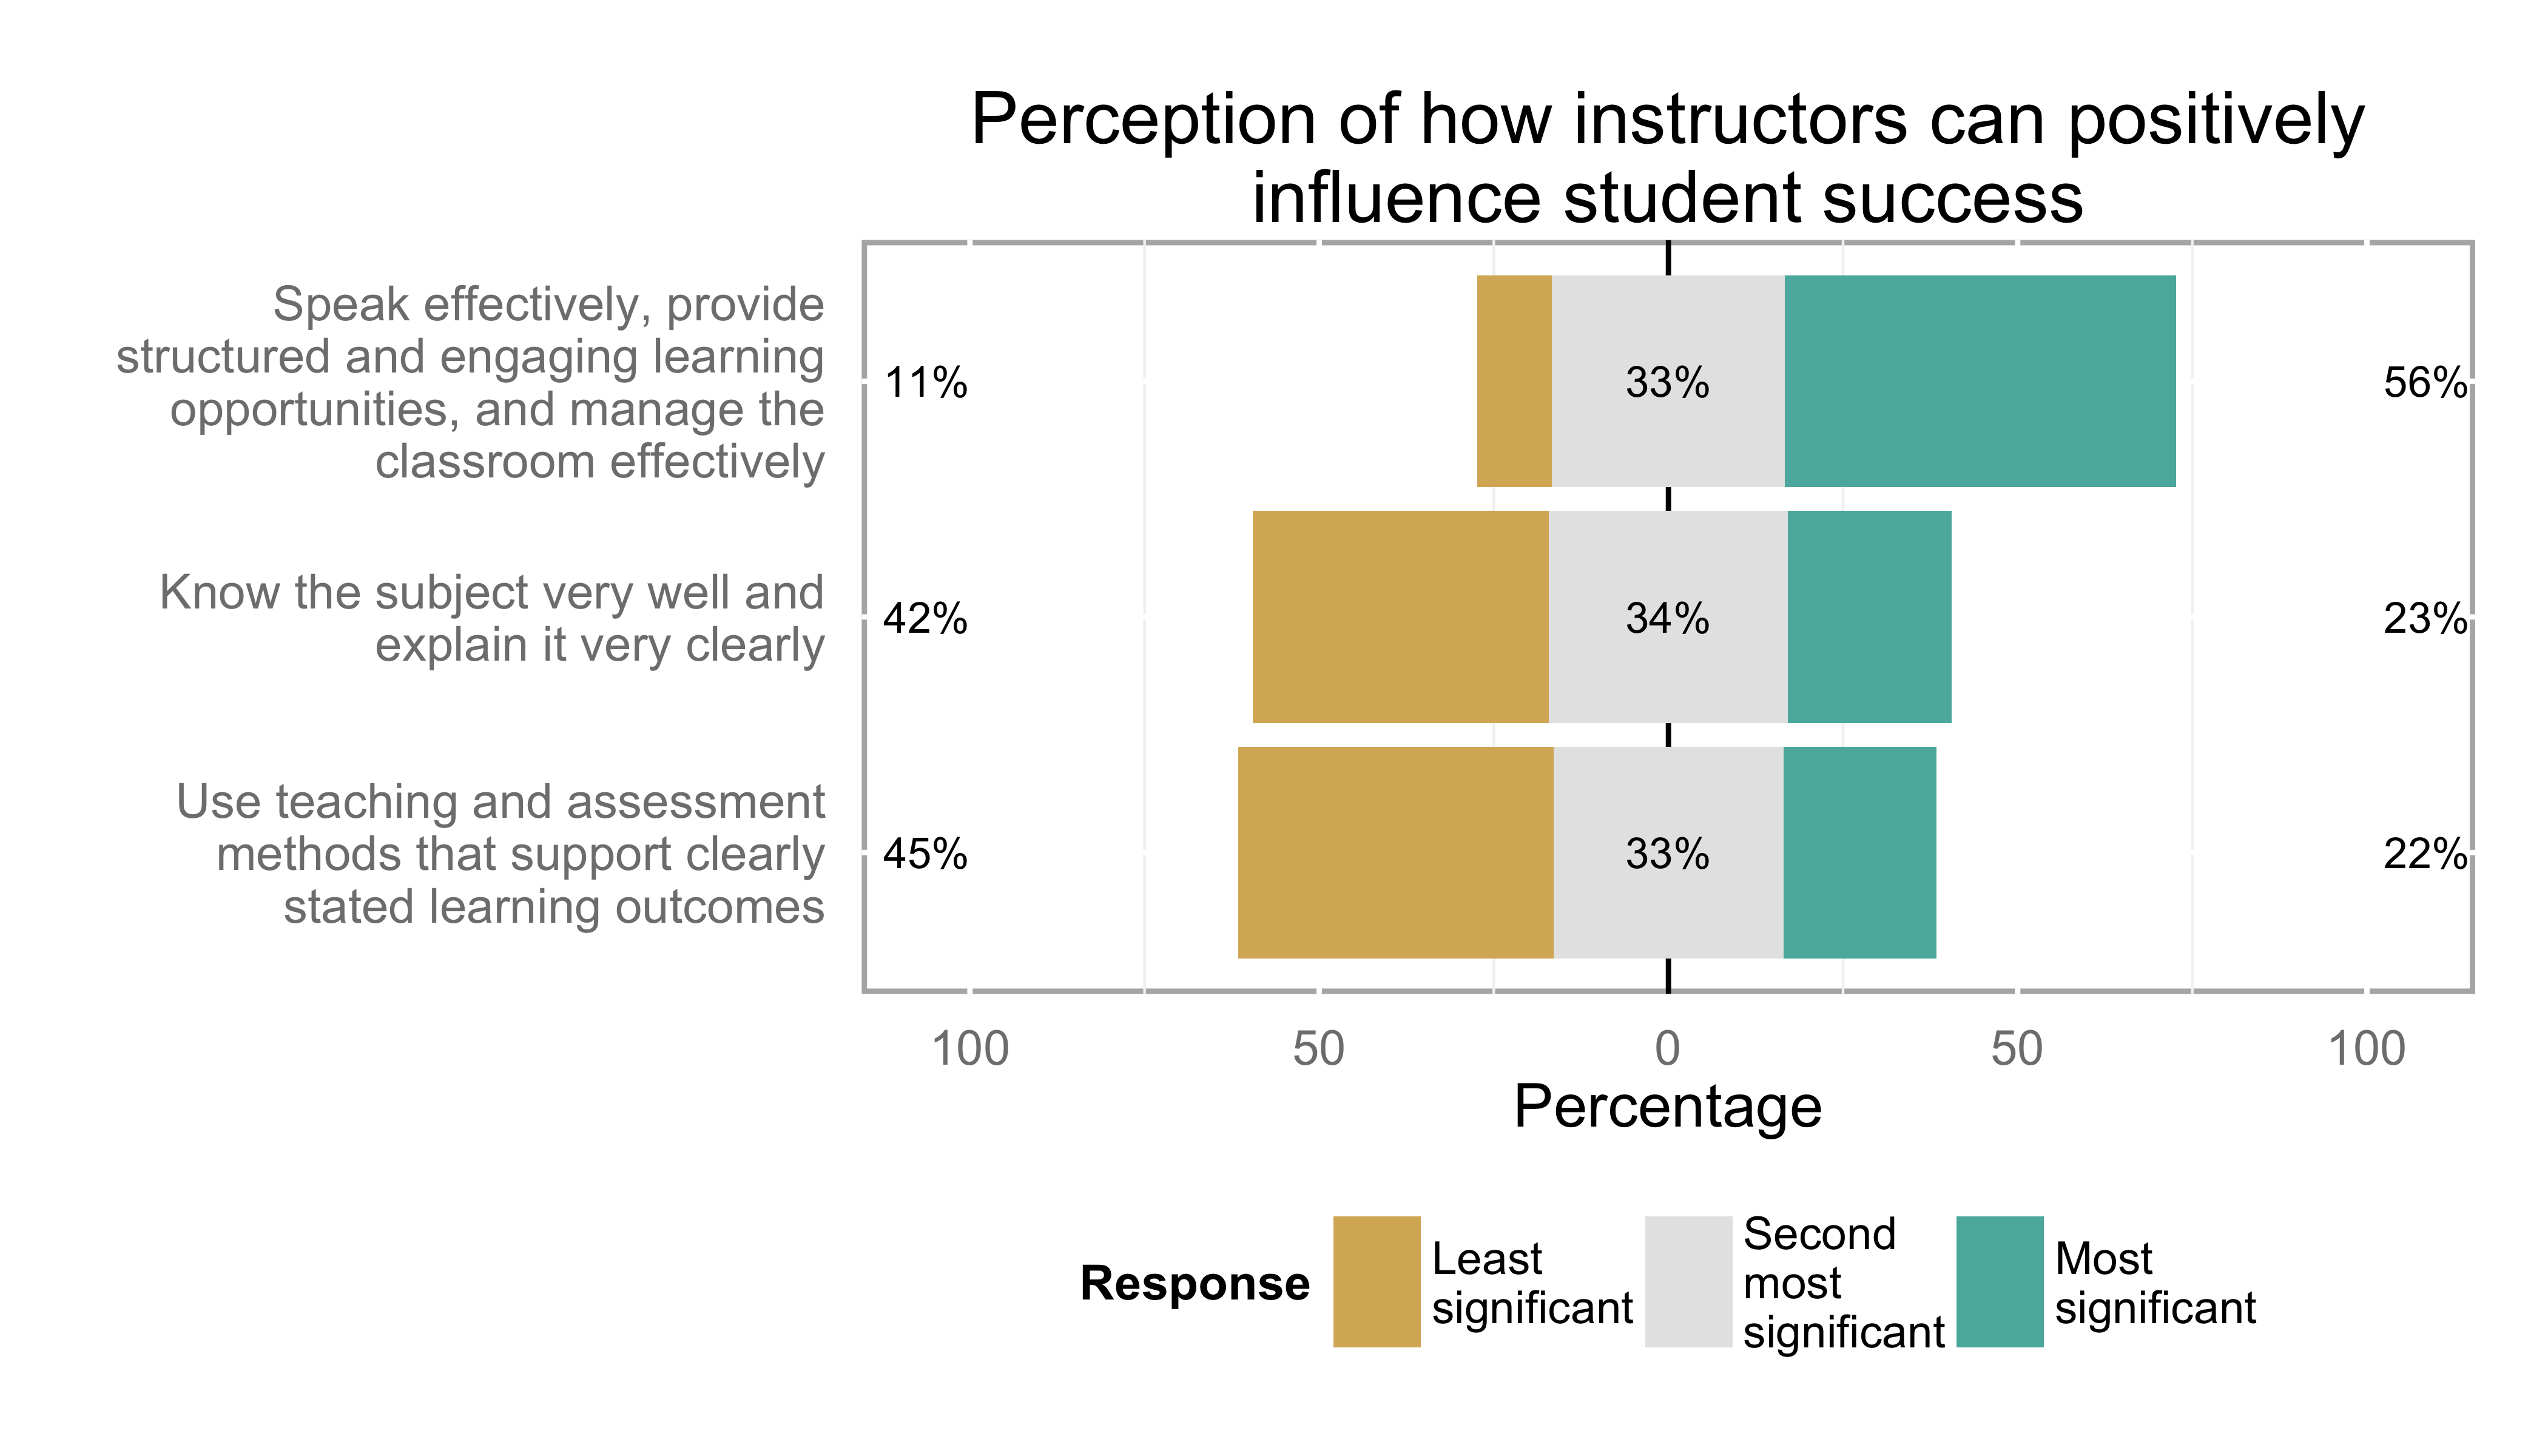 Perception of how instructors can positively
influence student success
Speak effectively, provide
structured and engaging learning
opportunities, and manage the
classroom effectively
11%
33%
56%
Know the subject very well and
explain it very clearly
42%
34%
23%
Use teaching and assessment
methods that support clearly
stated learning outcomes
45%
33%
22%
100
50
0
50
100
Percentage
Response
Least
significant
Second
most
significant
Most
significant